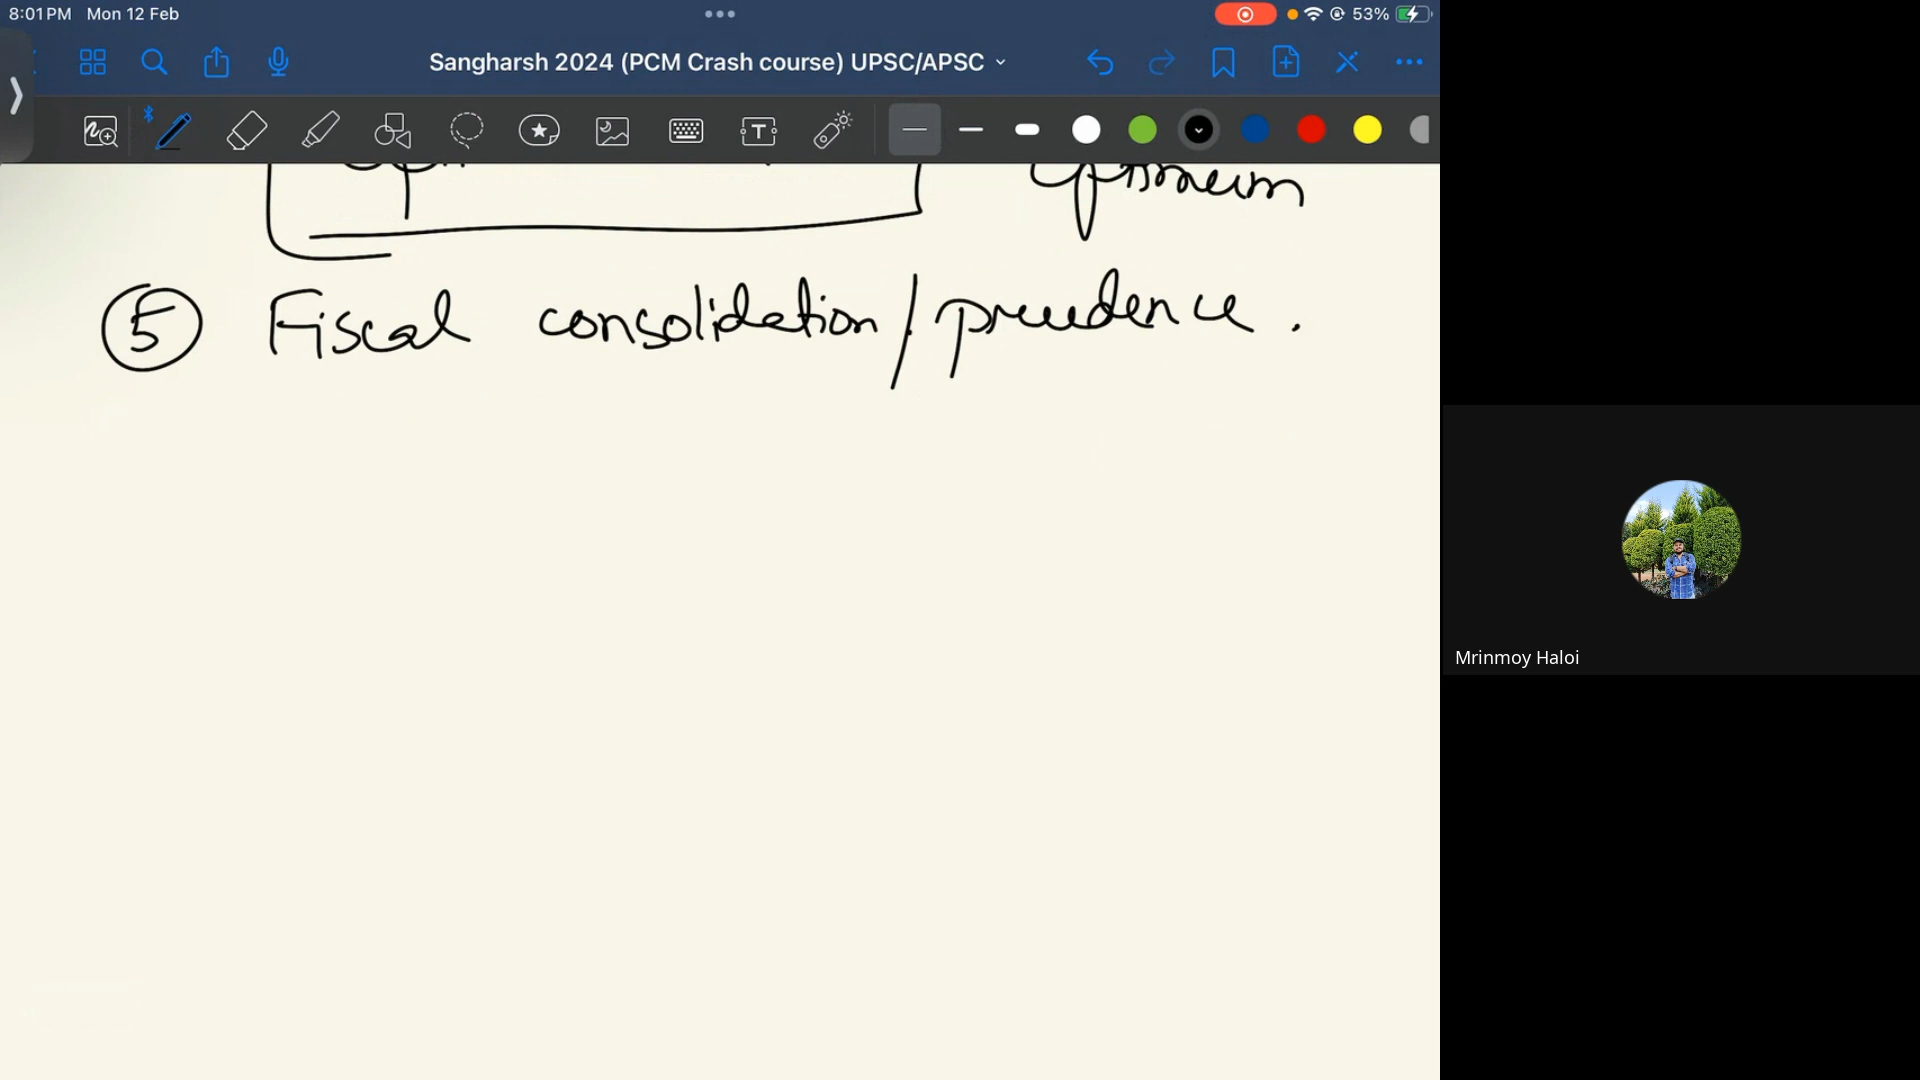 8:01 PM Mon 12 Feb
53%
Sangharsh 2024 (PCM Crash course) UPSC/APSC
T
⑤ Fiscal consolidation / prudence.
Mrinmoy Haloi